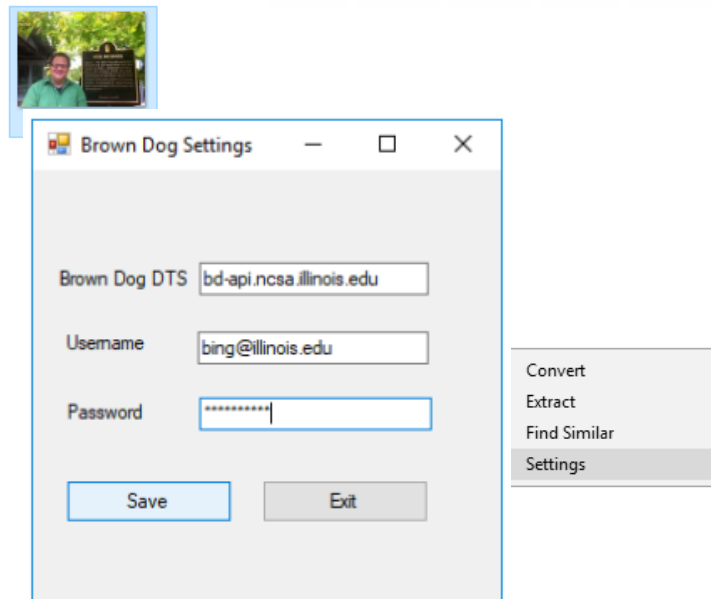 Brown Dog Settings
Brown Dog DTS bd-api.ncsa.illinois.edu
Username bing@illinois.edu
Password **********
Save Exit
Convert
Extract
Find Similar
Settings